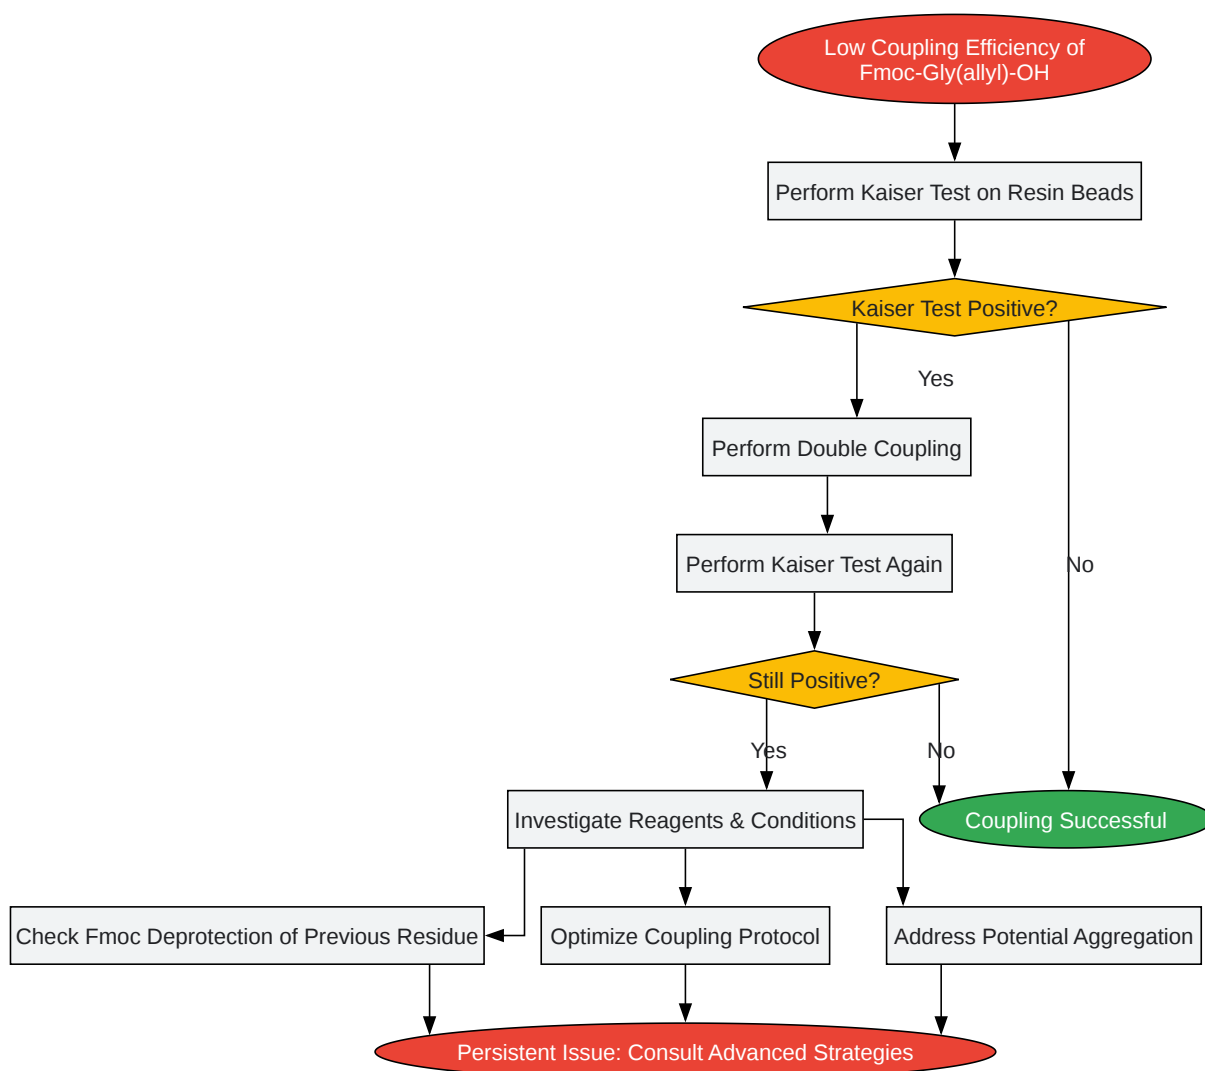 Low Coupling Efficiency of
Fmoc-Gly(allyl)-OH
Perform Kaiser Test on Resin Beads
Kaiser Test Positive?
Yes
Perform Double Coupling
Perform Kaiser Test Again
No
Still Positive?
Yes
No
Investigate Reagents & Conditions
Coupling Successful
Check Fmoc Deprotection of Previous Residue
Optimize Coupling Protocol
Address Potential Aggregation
Persistent Issue: Consult Advanced Strategies